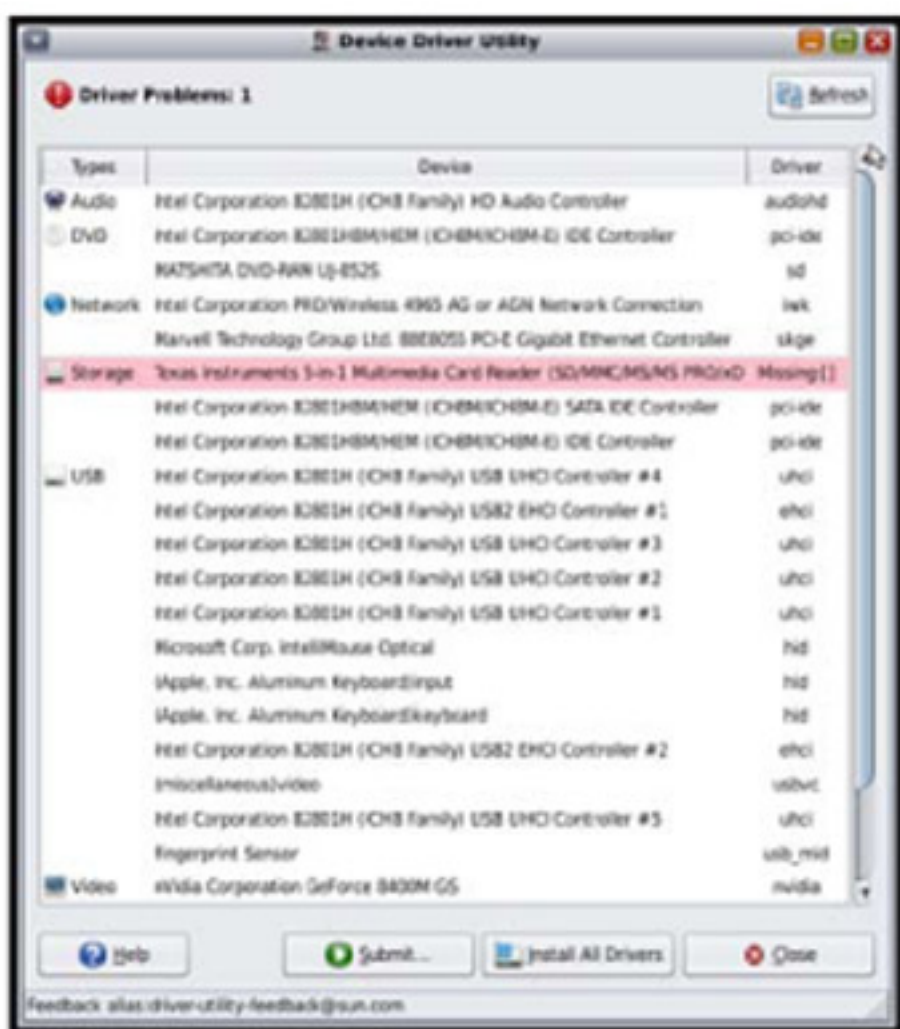 Device Driver Utility
Driver Problems: 1
Refresh
Types Device Driver
Audio Intel Corporation 82801H (ICH8 Family) HD Audio Controller audiohd
DVD Intel Corporation 82801HBM/HEM (ICH8M/ICH8M-E) IDE Controller pci-ide
MATSHITA DVD-RAM UJ-852S sd
Network Intel Corporation PRO/Wireless 4965 AG or AGN Network Connection iwk
Marvell Technology Group Ltd. 88E8055 PCI-E Gigabit Ethernet Controller skge
Storage Texas Instruments 5-in-1 Multimedia Card Reader (SD/MMC/MS/MS PRO/xD Missing:[]
Intel Corporation 82801HBM/HEM (ICH8M/ICH8M-E) SATA IDE Controller pci-ide
Intel Corporation 82801HBM/HEM (ICH8M/ICH8M-E) IDE Controller pci-ide
USB Intel Corporation 82801H (ICH8 Family) USB UHCI Controller #4 uhci
Intel Corporation 82801H (ICH8 Family) USB2 EHCI Controller #1 ehci
Intel Corporation 82801H (ICH8 Family) USB UHCI Controller #3 uhci
Intel Corporation 82801H (ICH8 Family) USB UHCI Controller #2 uhci
Intel Corporation 82801H (ICH8 Family) USB UHCI Controller #1 uhci
Microsoft Corp. IntelliMouse Optical hid
(Apple, Inc. Aluminum Keyboard)input hid
(Apple, Inc. Aluminum Keyboard)keyboard hid
Intel Corporation 82801H (ICH8 Family) USB2 EHCI Controller #2 ehci
(miscellaneous)video usbvc
Intel Corporation 82801H (ICH8 Family) USB UHCI Controller #5 uhci
Fingerprint Sensor usb_mid
Video nVidia Corporation GeForce 8400M GS nvidia
Help Submit... Install All Drivers Close
Feedback alias:driver-utility-feedback@sun.com